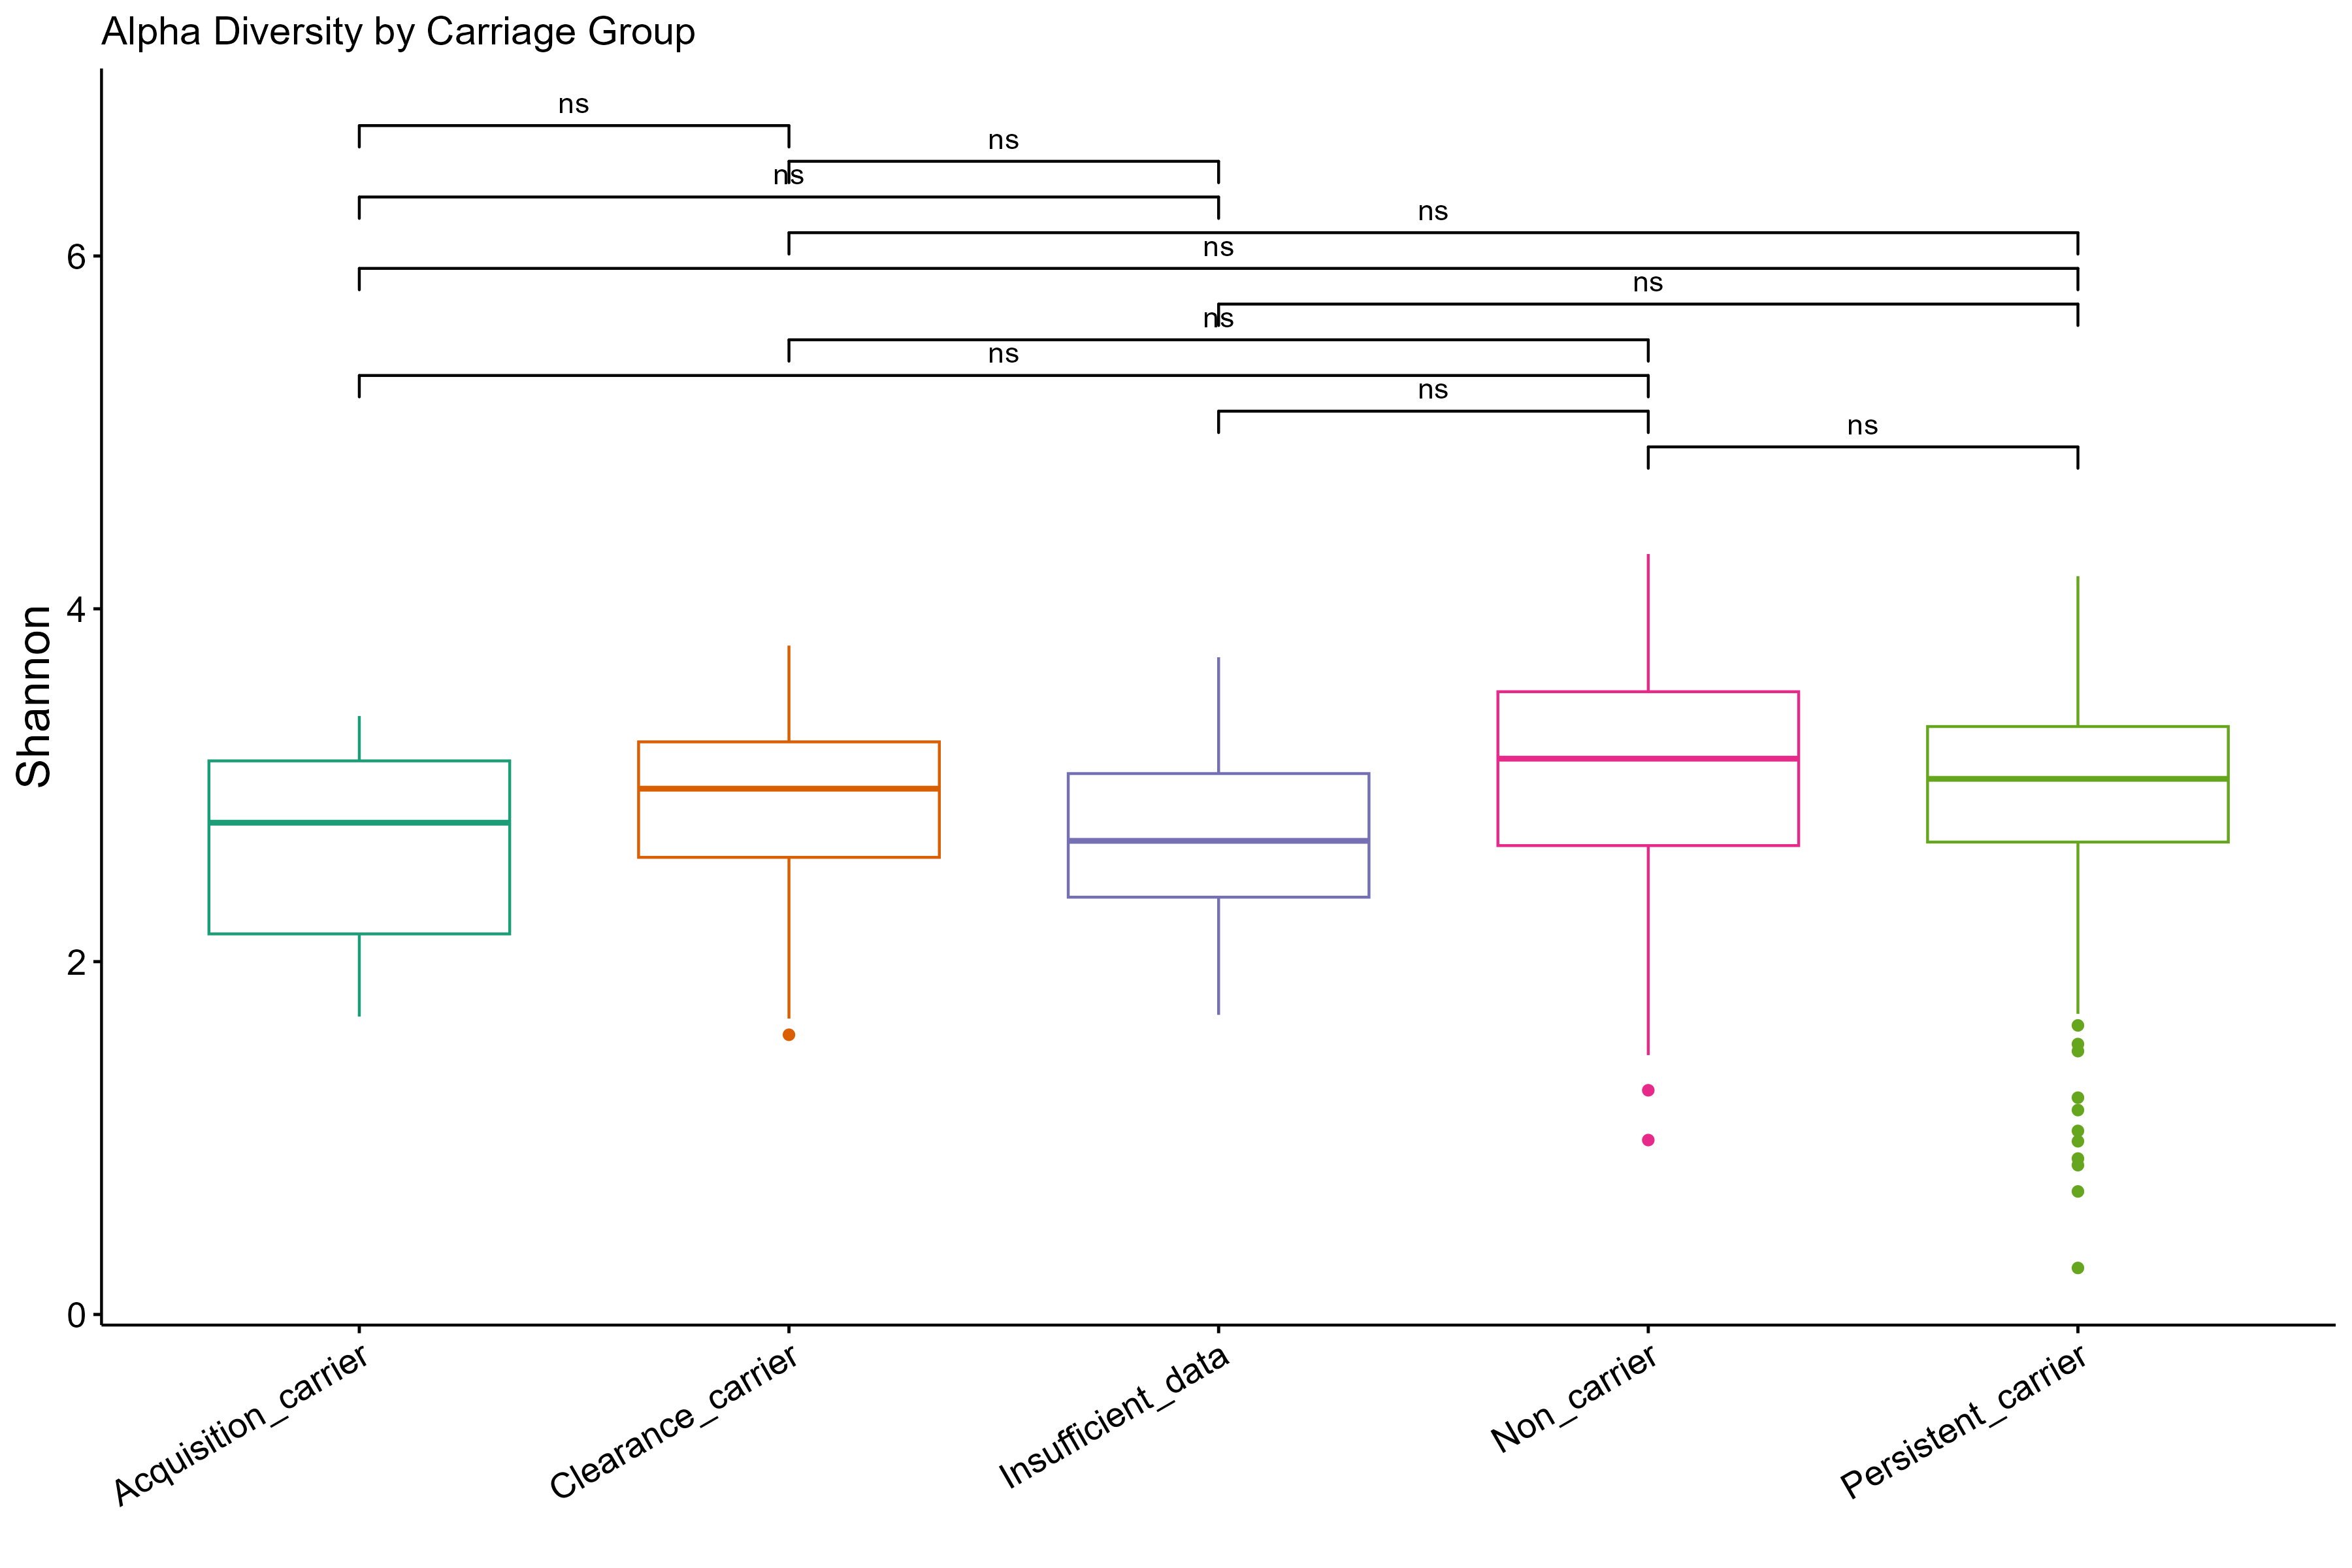 Alpha Diversity by Carriage Group
ns
ns
ns
ns
ns
ns
ns
ns
ns
ns
Shannon
6
4
2
0
Acquisition_carrier
Clearance_carrier
Insufficient_data
Non_carrier
Persistent_carrier